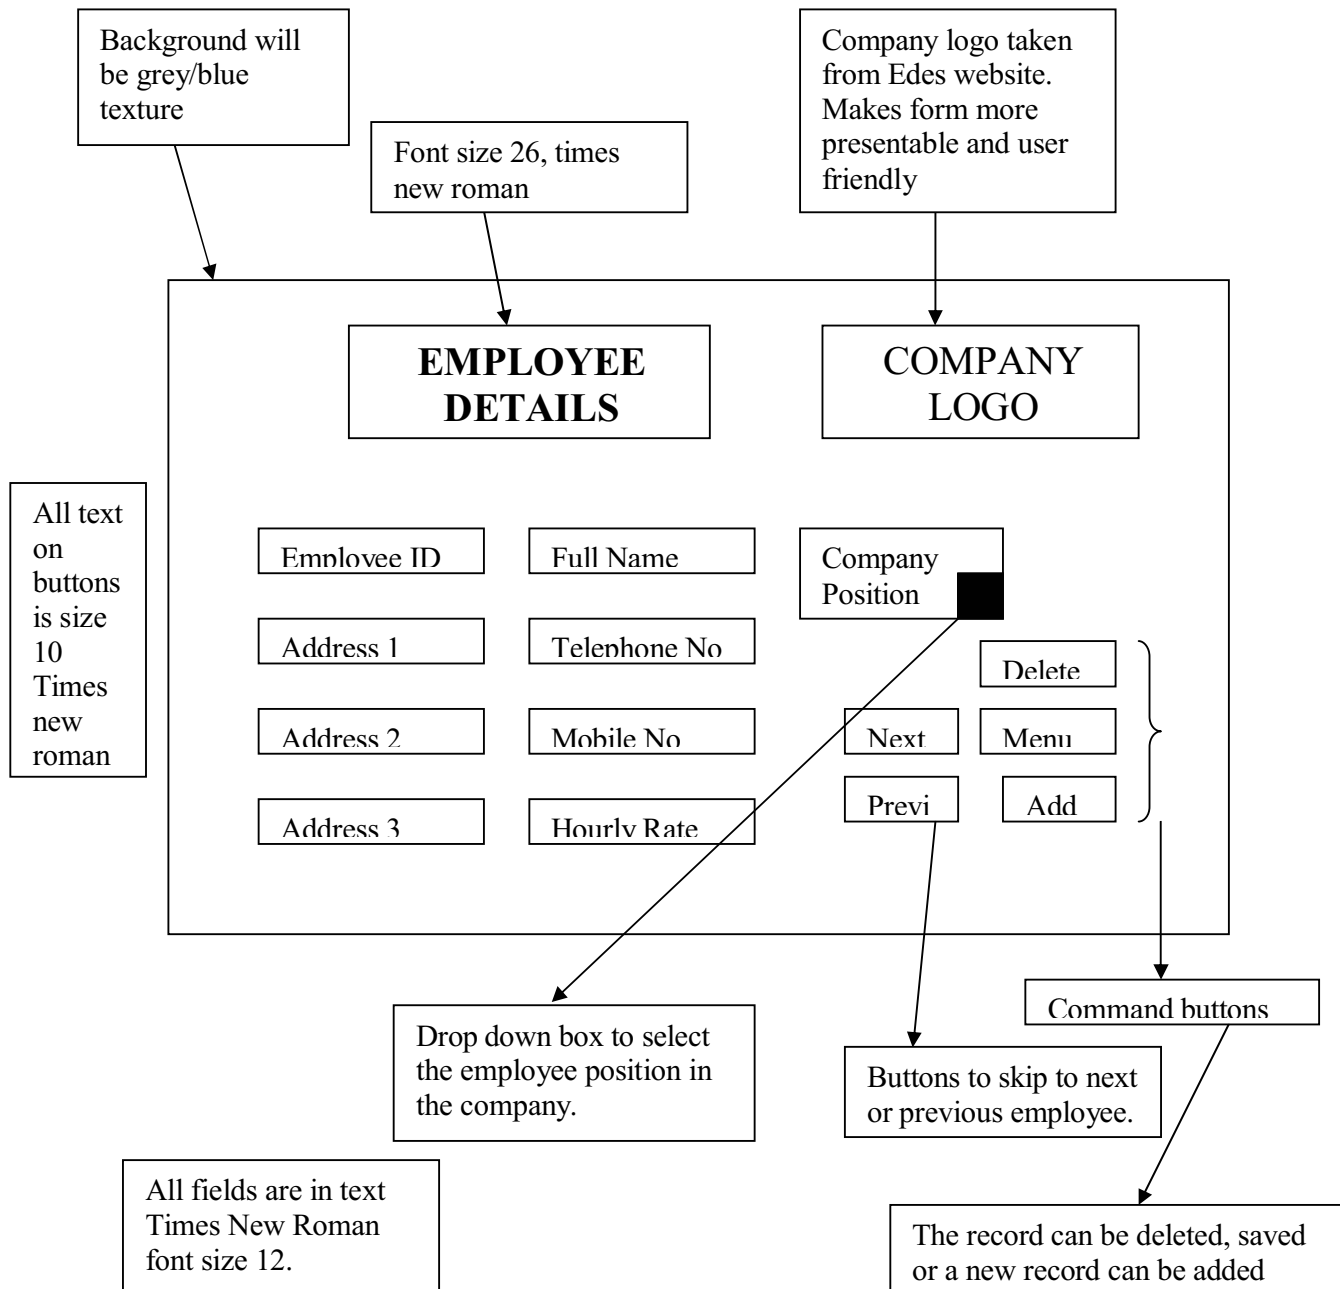 Background will
be grey/blue
texture
Font size 26, times
new roman
Company logo taken
from Edes website.
Makes form more
presentable and user
friendly
EMPLOYEE
DETAILS
COMPANY
LOGO
All text
on
buttons
is size
10
Times
new
roman
Employee ID
Full Name
Company
Position
Address 1
Telephone No
Delete
Address 2
Mobile No
Next
Menu
Address 3
Hourly Rate
Previ
Add
Command buttons
Drop down box to select
the employee position in
the company.
Buttons to skip to next
or previous employee.
All fields are in text
Times New Roman
font size 12.
The record can be deleted, saved
or a new record can be added